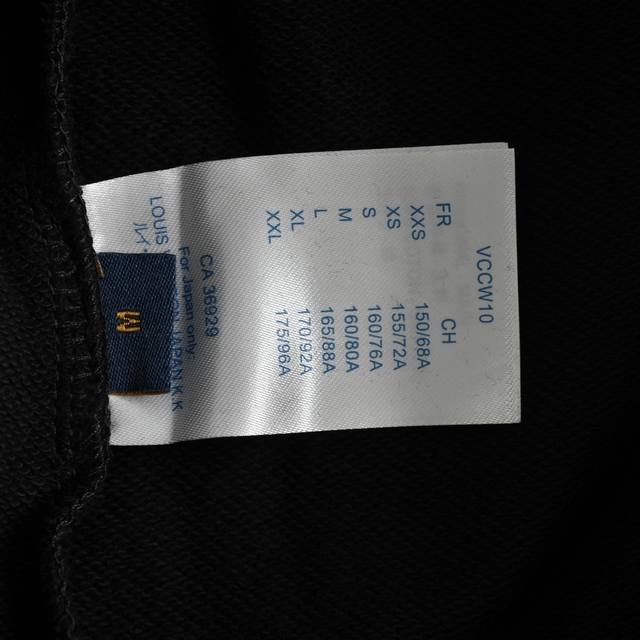 VCCW10
FR CH
XXS 150/68A
XS 155/72A
S 160/76A
M 160/80A
L 165/88A
XL 170/92A
XXL 175/96A
CA 36929
For Japan only
LOUIS JAPAN K.K
M